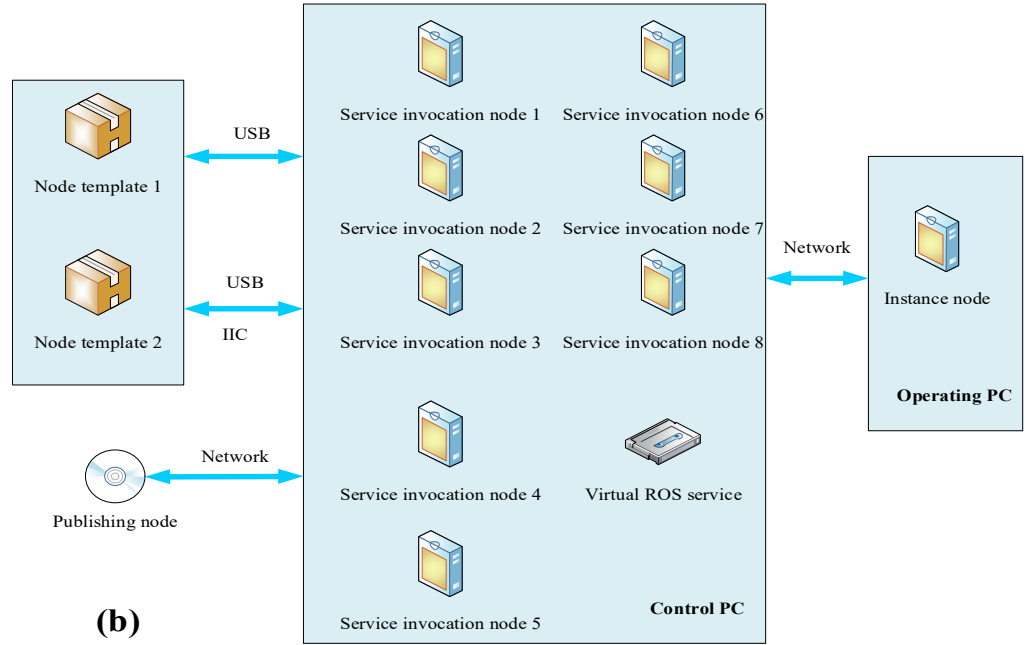 Node template 1
Node template 2
USB
USB
IIC
Network
Publishing node
(b)
Service invocation node 1
Service invocation node 6
Service invocation node 2
Service invocation node 7
Service invocation node 3
Service invocation node 8
Service invocation node 4
Virtual ROS service
Service invocation node 5
Control PC
Network
Instance node
Operating PC